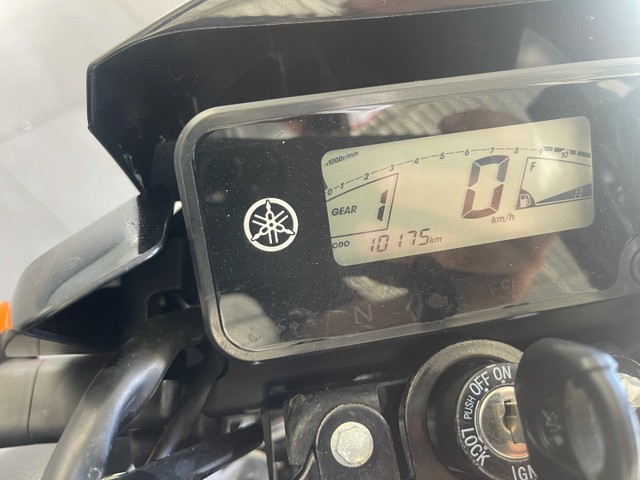 x1000r/min
0 1 2 3 4 5 6 7 8 9 10
GEAR 1
0 km/h
F
ODO 10175km
N
PUSH OFF ON
LOCK
IGN